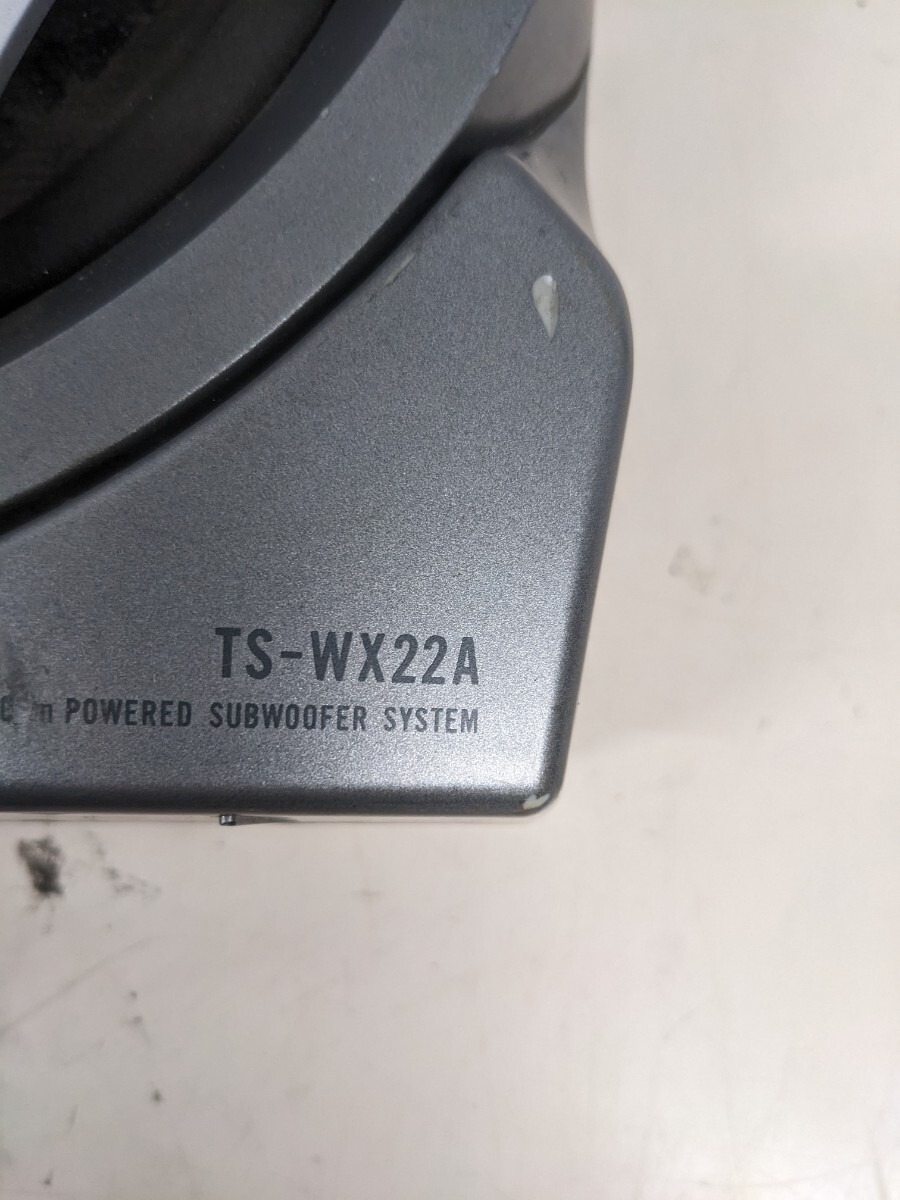 TS-WX22A
POWERED SUBWOOFER SYSTEM